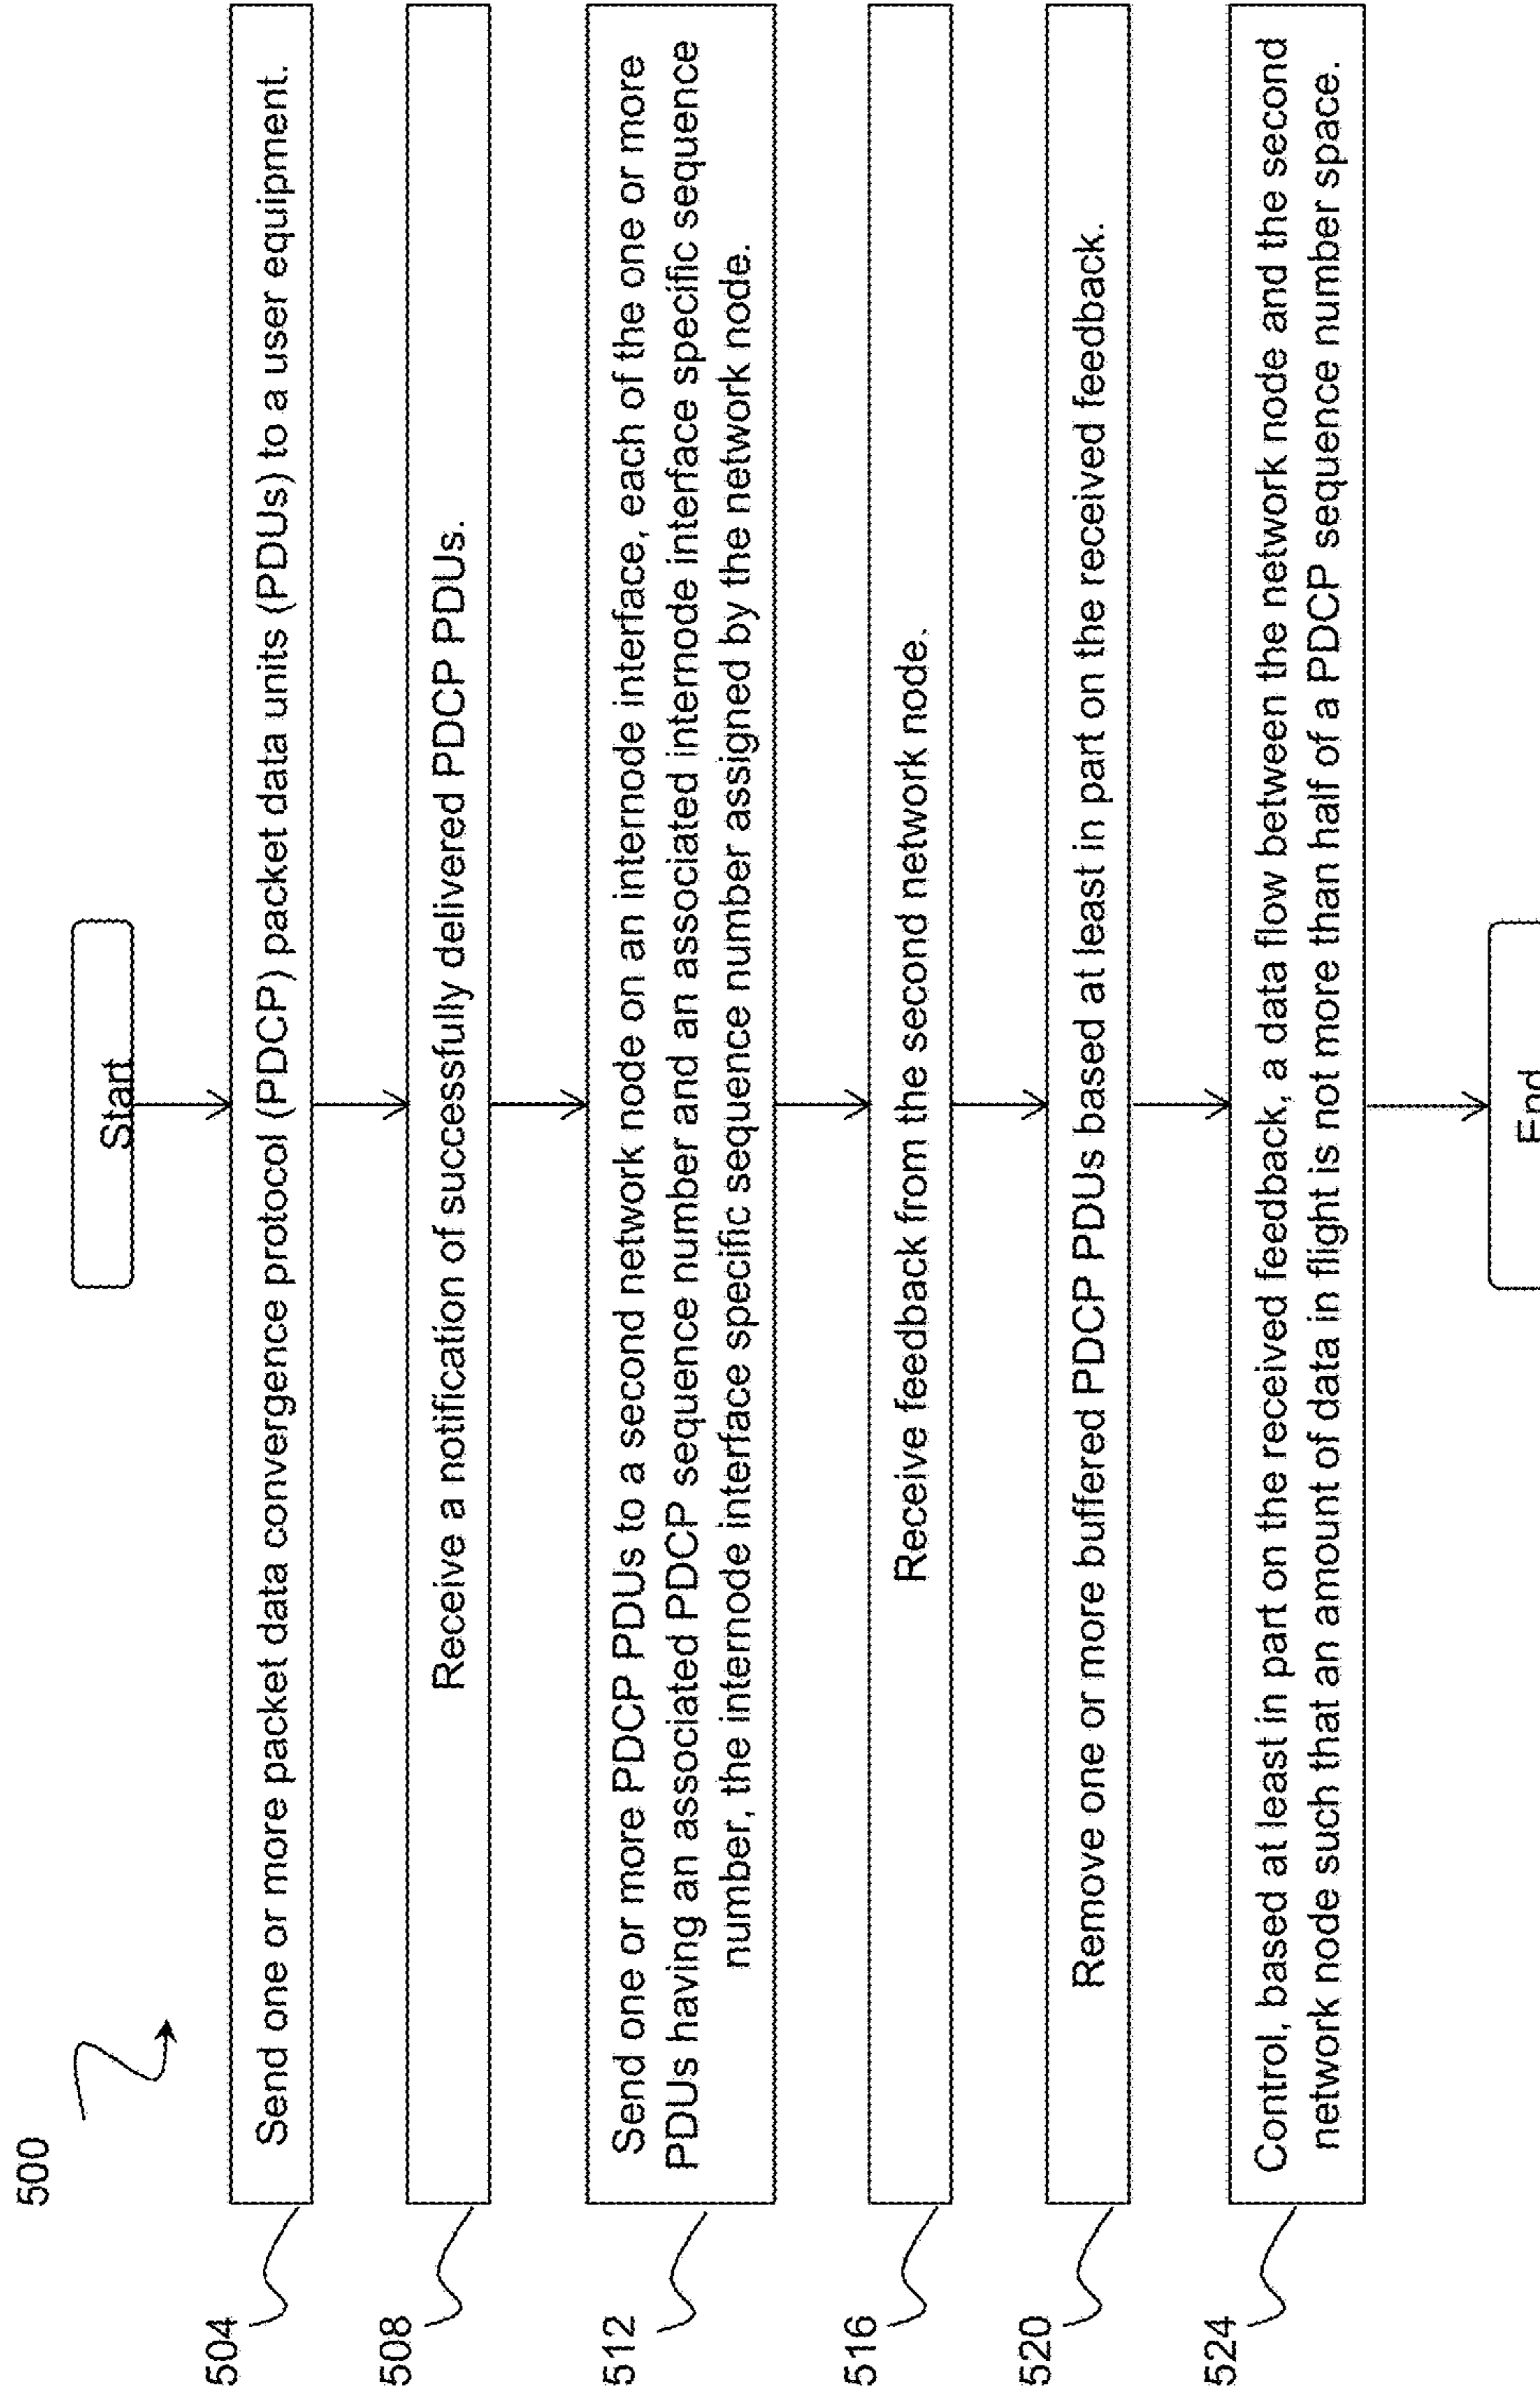 500
Start
504
Send one or more packet data convergence protocol (PDCP) packet data units (PDUs) to a user equipment.
508
Receive a notification of successfully delivered PDCP PDUs.
512
Send one or more PDCP PDUs to a second network node on an internode interface, each of the one or more
PDUs having an associated PDCP sequence number and an associated internode interface specific sequence
number, the internode interface specific sequence number assigned by the network node.
516
Receive feedback from the second network node.
520
Remove one or more buffered PDCP PDUs based at least in part on the received feedback.
524
Control, based at least in part on the received feedback, a data flow between the network node and the second
network node such that an amount of data in flight is not more than half of a PDCP sequence number space.
End